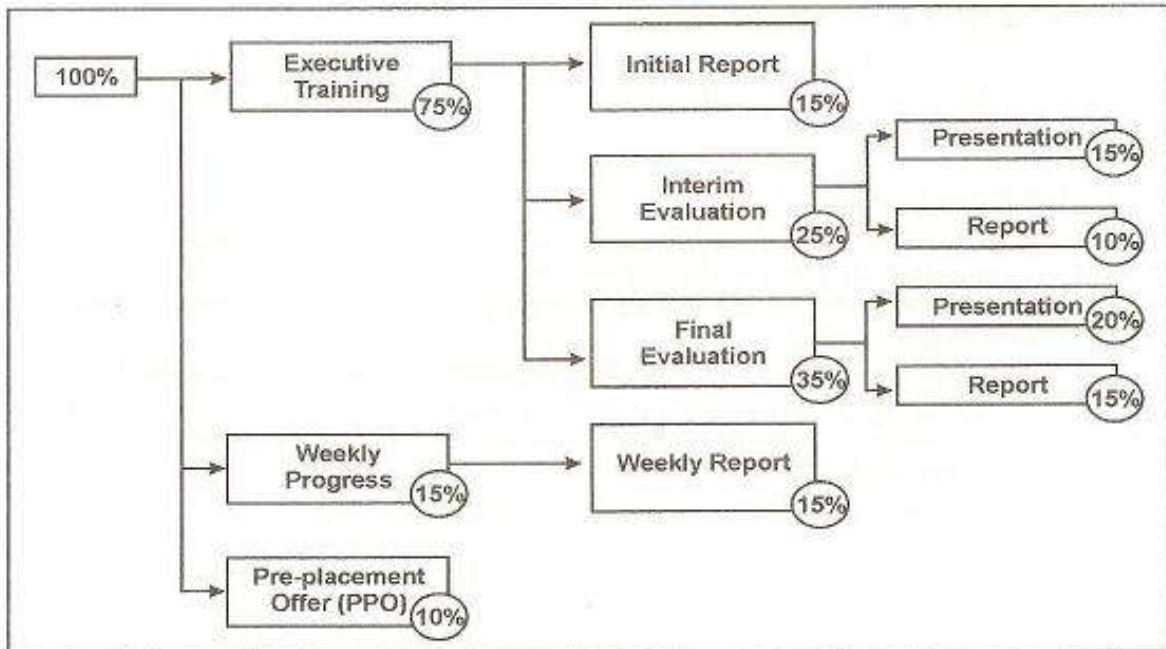 100%
Executive
Training
75%
Initial Report
15%
Interim
Evaluation
25%
Presentation
15%
Report
10%
Final
Evaluation
35%
Presentation
20%
Report
15%
Weekly
Progress
15%
Weekly Report
15%
Pre-placement
Offer (PPO)
10%